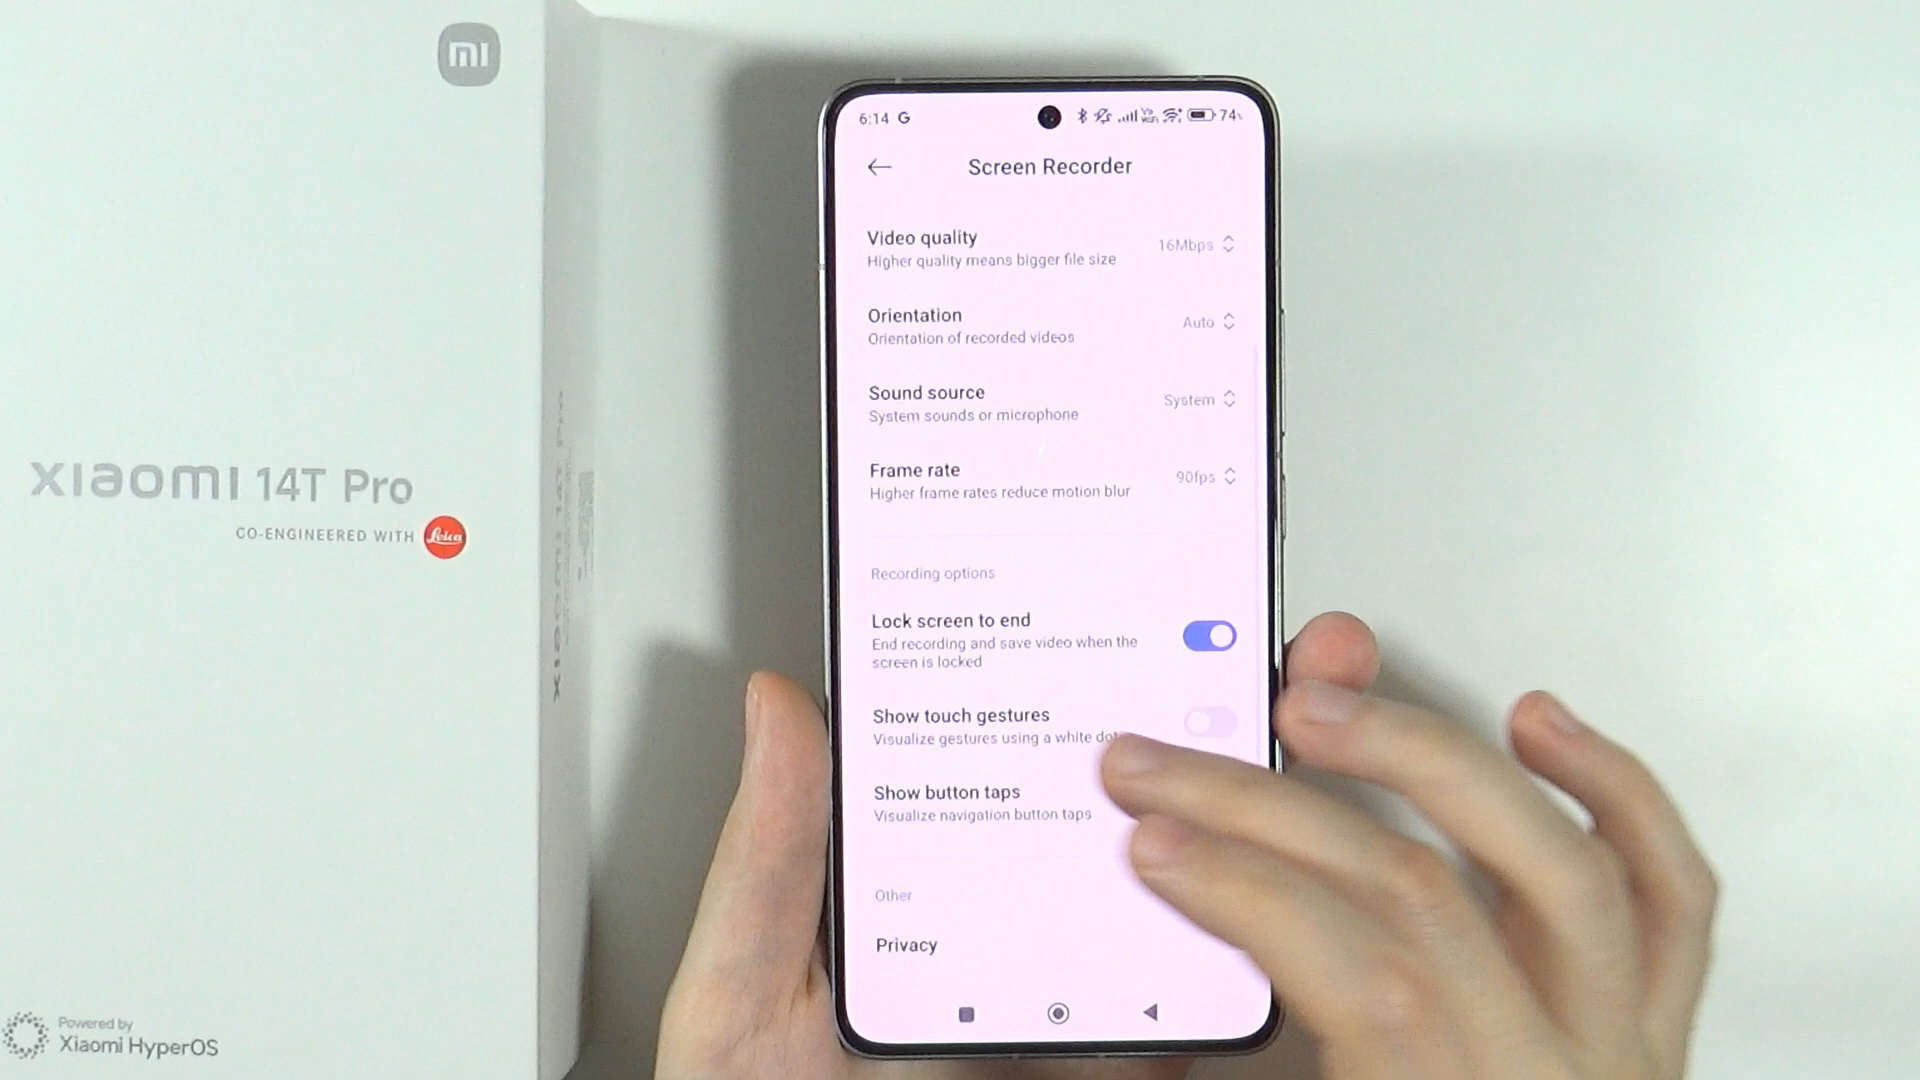 mi
xiaomi 14T Pro
CO-ENGINEERED WITH Leica
Powered by
Xiaomi HyperOS
xiaomi 14T Pro
6:14 G 74
Screen Recorder
Video quality
Higher quality means bigger file size
16Mbps
Orientation
Orientation of recorded videos
Auto
Sound source
System sounds or microphone
System
Frame rate
Higher frame rates reduce motion blur
90fps
Recording options
Lock screen to end
End recording and save video when the
screen is locked
Show touch gestures
Visualize gestures using a white dot
Show button taps
Visualize navigation button taps
Other
Privacy